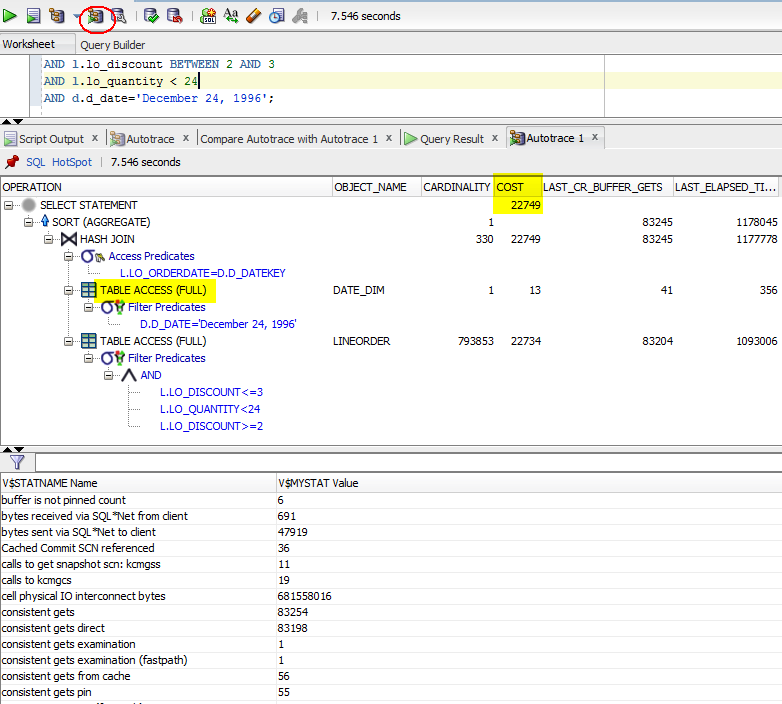 7.546 seconds
Worksheet Query Builder
AND l.lo_discount BETWEEN 2 AND 3
AND l.lo_quantity < 24
AND d.d_date='December 24, 1996';
Script Output x Autotrace x Compare Autotrace with Autotrace 1 x Query Result x Autotrace 1 x
SQL HotSpot 7.546 seconds
OPERATION OBJECT_NAME CARDINALITY COST LAST_CR_BUFFER_GETS LAST_ELAPSED_TI...
SELECT STATEMENT 22749
SORT (AGGREGATE) 1 83245 1178045
HASH JOIN 330 22749 83245 1177778
Access Predicates
L.LO_ORDERDATE=D.D_DATEKEY
TABLE ACCESS (FULL) DATE_DIM 1 13 41 356
Filter Predicates
D.D_DATE='December 24, 1996'
TABLE ACCESS (FULL) LINEORDER 793853 22734 83204 1093006
Filter Predicates
AND
L.LO_DISCOUNT<=3
L.LO_QUANTITY<24
L.LO_DISCOUNT>=2
V$STATNAME Name V$MYSTAT Value
buffer is not pinned count 6
bytes received via SQL*Net from client 691
bytes sent via SQL*Net to client 47919
Cached Commit SCN referenced 36
calls to get snapshot scn: kcmgss 11
calls to kcmgcs 19
cell physical IO interconnect bytes 681558016
consistent gets 83254
consistent gets direct 83198
consistent gets examination 1
consistent gets examination (fastpath) 1
consistent gets from cache 56
consistent gets pin 55